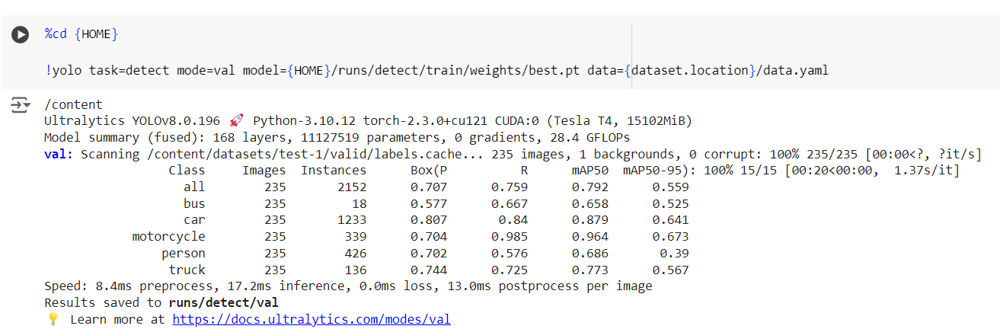 %cd {HOME}
!yolo task=detect mode=val model={HOME}/runs/detect/train/weights/best.pt data={dataset.location}/data.yaml
/content
Ultralytics YOLOv8.0.196 🚀 Python-3.10.12 torch-2.3.0+cu121 CUDA:0 (Tesla T4, 15102MiB)
Model summary (fused): 168 layers, 11127519 parameters, 0 gradients, 28.4 GFLOPs
val: Scanning /content/datasets/test-1/valid/labels.cache... 235 images, 1 backgrounds, 0 corrupt: 100% 235/235 [00:00<?, ?it/s]
Class Images Instances Box(P R mAP50 mAP50-95): 100% 15/15 [00:20<00:00, 1.37s/it]
all 235 2152 0.707 0.759 0.792 0.559
bus 235 18 0.577 0.667 0.658 0.525
car 235 1233 0.807 0.84 0.879 0.641
motorcycle 235 339 0.704 0.985 0.964 0.673
person 235 426 0.702 0.576 0.686 0.39
truck 235 136 0.744 0.725 0.773 0.567
Speed: 8.4ms preprocess, 17.2ms inference, 0.0ms loss, 13.0ms postprocess per image
Results saved to runs/detect/val
💡 Learn more at https://docs.ultralytics.com/modes/val